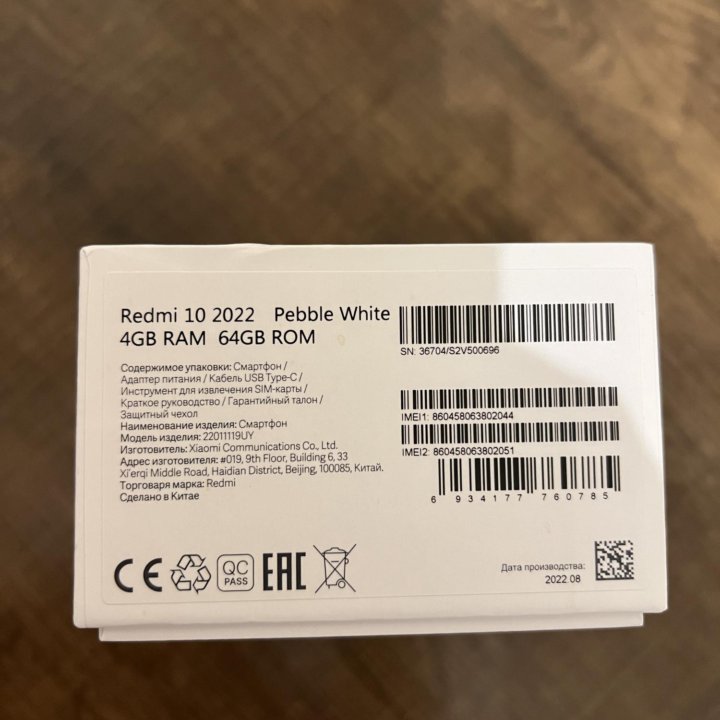 Redmi 10 2022 Pebble White
4GB RAM 64GB ROM
SN: 36704/S2V500696
Содержимое упаковки: Смартфон /
Адаптер питания / Кабель USB Type-C /
Инструмент для извлечения SIM-карты /
Краткое руководство / Гарантийный талон /
Защитный чехол
Наименование изделия: Смартфон
Модель изделия: 22011119UY
Изготовитель: Xiaomi Communications Co., Ltd.
Адрес изготовителя: #019, 9th Floor, Building 6, 33
Xi'erqi Middle Road, Haidian District, Beijing, 100085, Китай.
Торговая марка: Redmi
Сделано в Китае
IMEI1: 860458063802044
IMEI2: 860458063802051
6 934177 760785
CE
QC
PASS
EAC
Дата производства:
2022.08